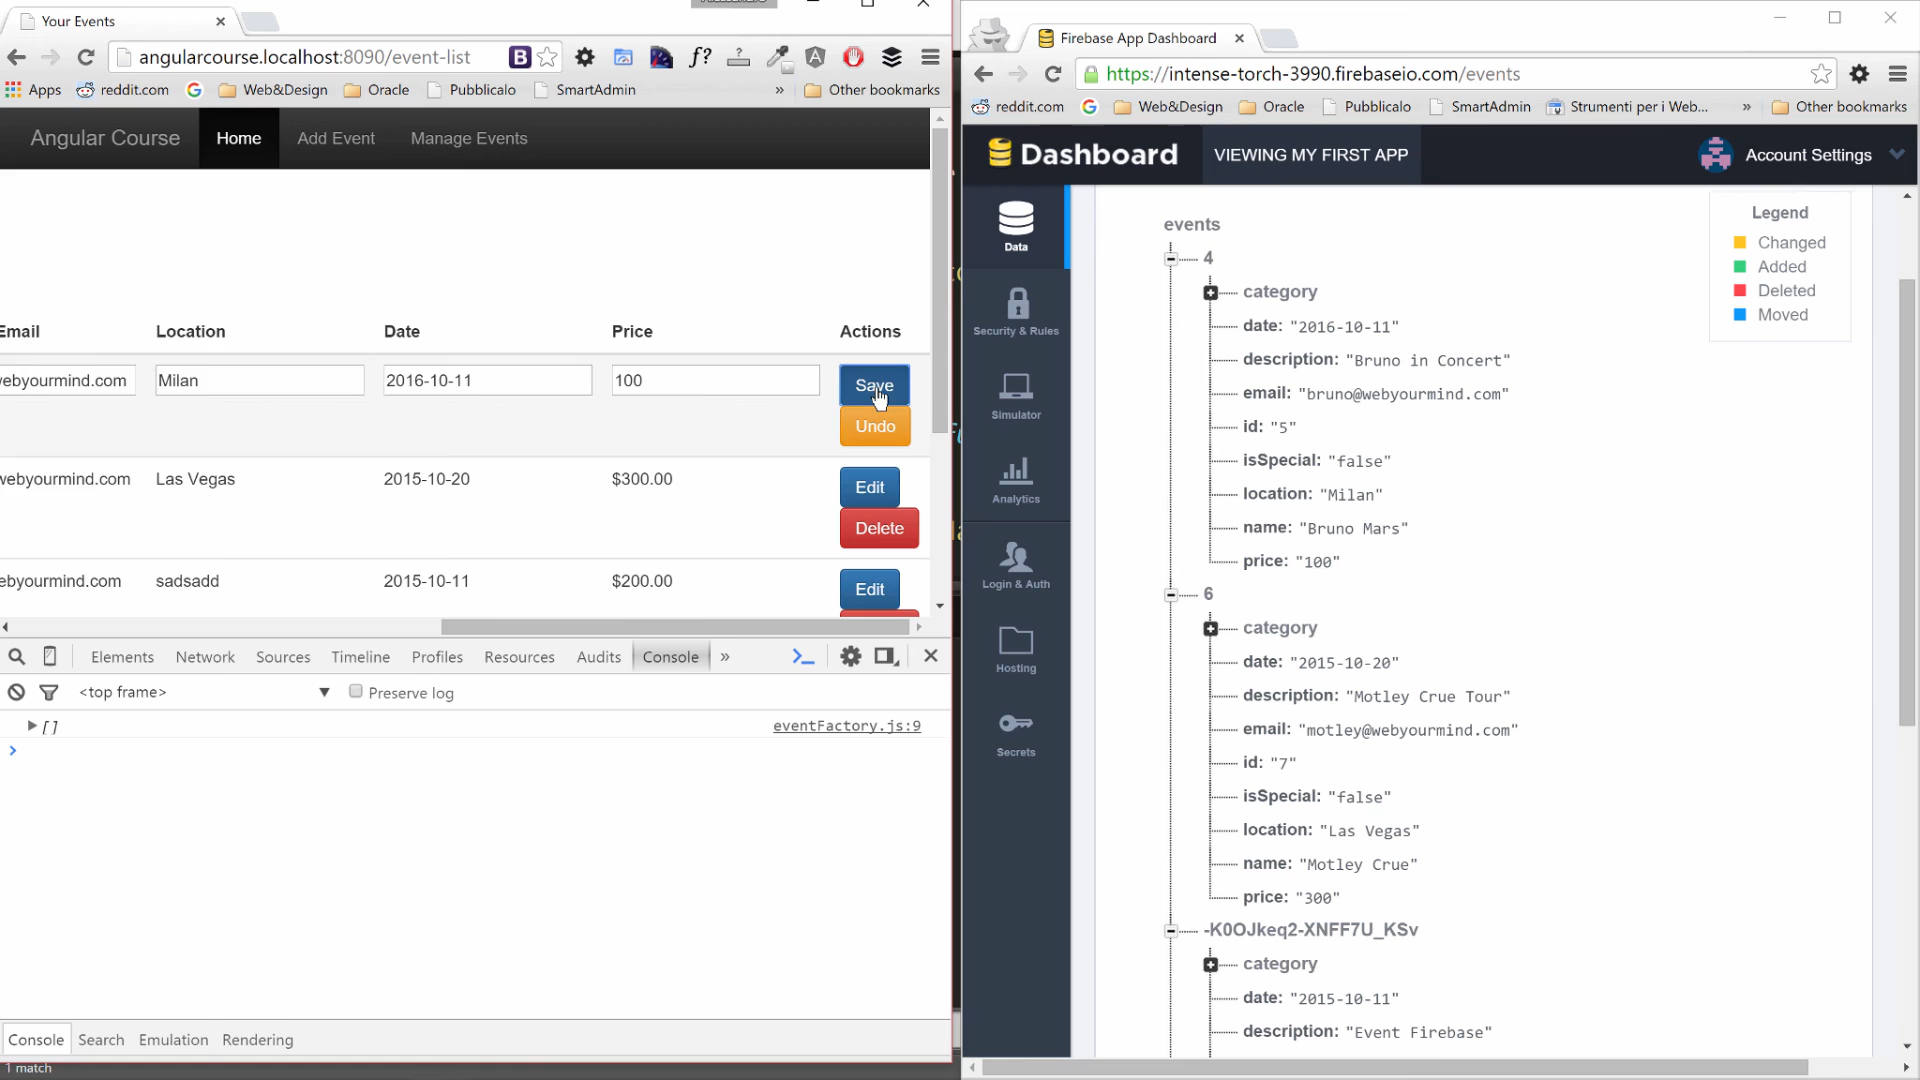 Your Events
angularcourse.localhost:8090/event-list
Apps
reddit.com
Web&Design
Oracle
Pubblicalo
SmartAdmin
»
Other bookmarks
Angular Course
Home
Add Event
Manage Events
Email
Location
Date
Price
Actions
webyourmind.com
Milan
2016-10-11
100
Save
Undo
webyourmind.com
Las Vegas
2015-10-20
$300.00
Edit
Delete
ebyourmind.com
sadsadd
2015-10-11
$200.00
Edit
Elements
Network
Sources
Timeline
Profiles
Resources
Audits
Console
»
<top frame>
Preserve log
[]
eventFactory.js:9
Console
Search
Emulation
Rendering
1 match
Firebase App Dashboard
https://intense-torch-3990.firebaseio.com/events
reddit.com
Web&Design
Oracle
Pubblicalo
SmartAdmin
Strumenti per i Web...
»
Other bookmarks
Dashboard
VIEWING MY FIRST APP
Account Settings
Data
Security & Rules
Simulator
Analytics
Login & Auth
Hosting
Secrets
events
4
category
date: "2016-10-11"
description: "Bruno in Concert"
email: "bruno@webyourmind.com"
id: "5"
isSpecial: "false"
location: "Milan"
name: "Bruno Mars"
price: "100"
6
category
date: "2015-10-20"
description: "Motley Crue Tour"
email: "motley@webyourmind.com"
id: "7"
isSpecial: "false"
location: "Las Vegas"
name: "Motley Crue"
price: "300"
-K0OJkeq2-XNFF7U_KSv
category
date: "2015-10-11"
description: "Event Firebase"
Legend
Changed
Added
Deleted
Moved